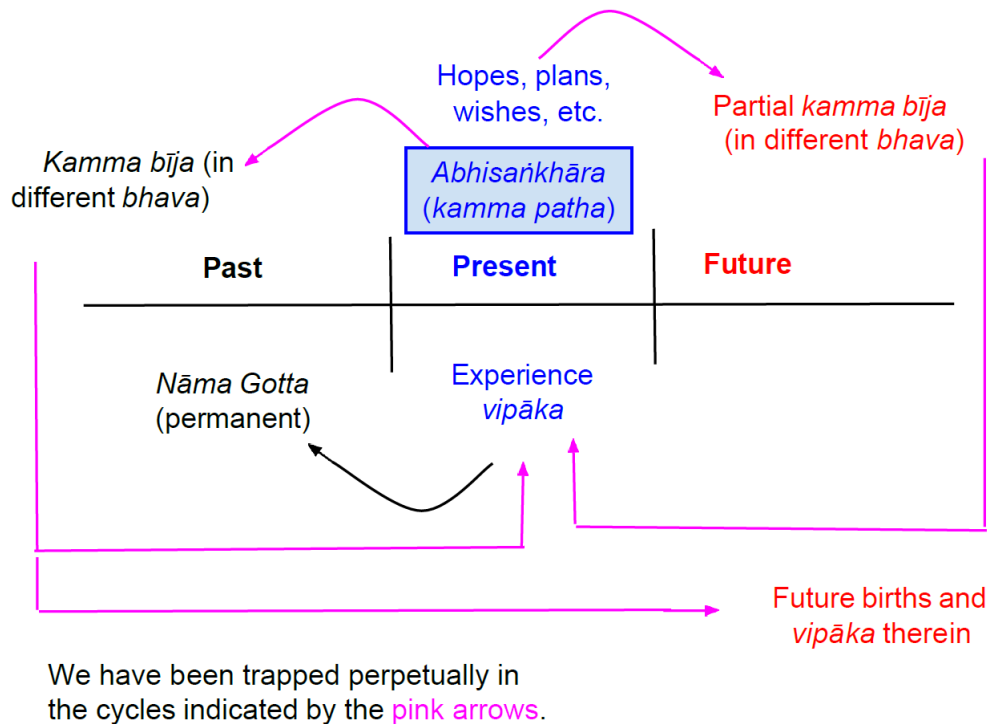 Hopes, plans,
wishes, etc.
Partial kamma bīja
(in different bhava)
Kamma bīja (in
different bhava)
Abhisaṅkhāra
(kamma patha)
Past
Present
Future
Nāma Gotta
(permanent)
Experience
vipāka
Future births and
vipāka therein
We have been trapped perpetually in
the cycles indicated by the pink arrows.